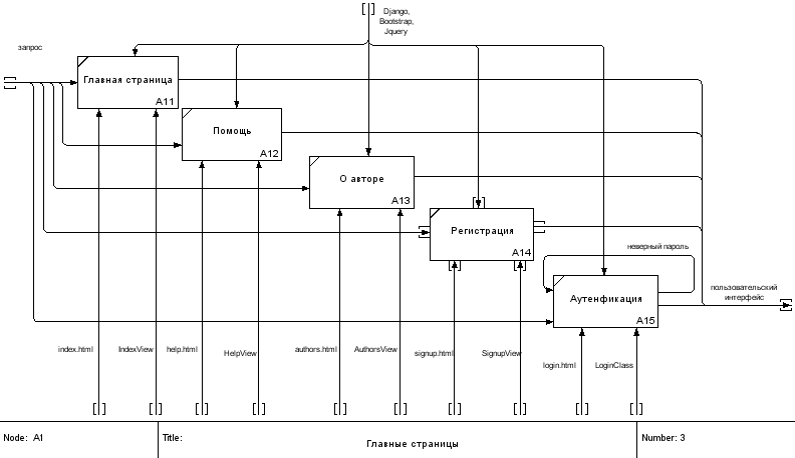 Django,
Bootstrap,
Jquery
запрос
Главная страница
A11
Помощь
A12
О авторе
A13
Регистрация
A14
неверный пароль
Аутенфикация
A15
пользовательский
интерфейс
index.html
IndexView
help.html
HelpView
authors.html
AuthorsView
signup.html
SignupView
login.html
LoginClass
Node: A1
Title:
Главные страницы
Number: 3